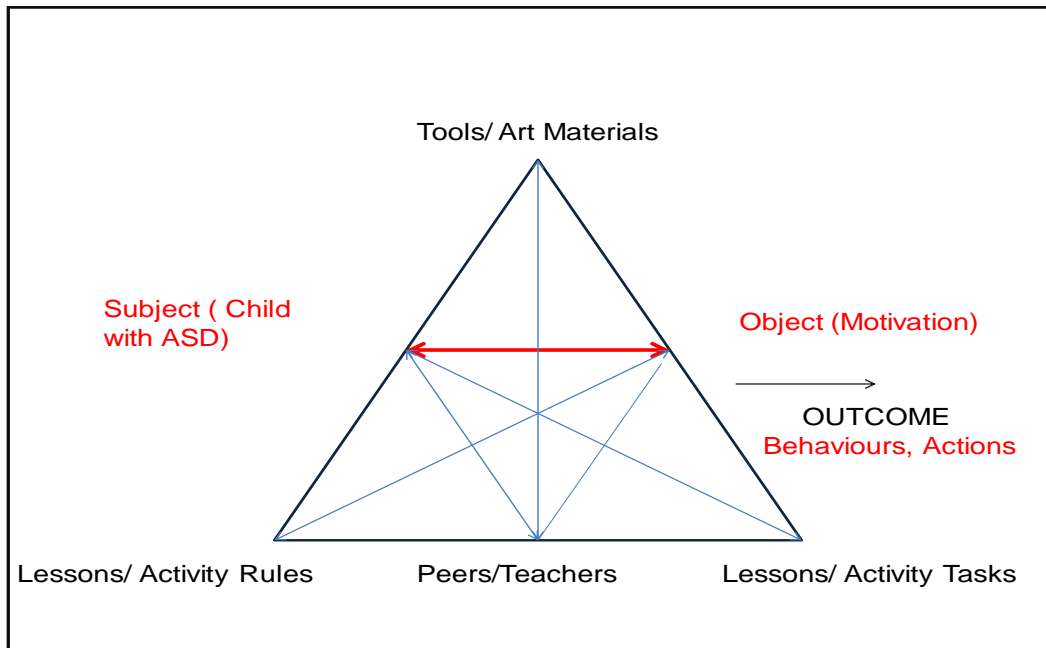 Tools/ Art Materials
Subject ( Child
with ASD)
Object (Motivation)
OUTCOME
Behaviours, Actions
Lessons/ Activity Rules
Peers/Teachers
Lessons/ Activity Tasks